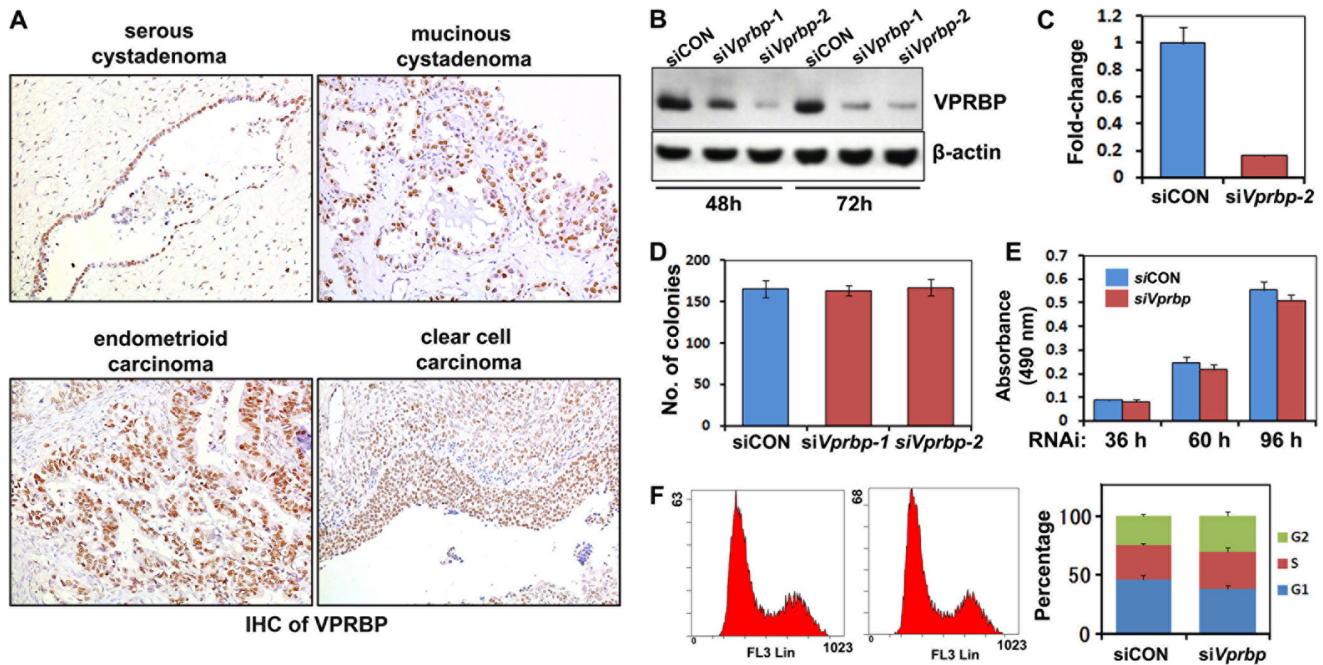 A
serous
cystadenoma
mucinous
cystadenoma
endometrioid
carcinoma
clear cell
carcinoma
IHC of VPRBP
B
siCON
siVprbp-1
siVprbp-2
siCON
siVprbp-1
siVprbp-2
VPRBP
β-actin
48h
72h
C
Fold-change
1.2
1
0.8
0.6
0.4
0.2
0
siCON
siVprbp-2
D
No. of colonies
200
150
100
50
0
siCON
siVprbp-1
siVprbp-2
E
Absorbance
(490 nm)
0.7
0.6
0.5
0.4
0.3
0.2
0.1
0
siCON
siVprbp
RNAi:
36 h
60 h
96 h
F
63
0
FL3 Lin
1023
68
0
FL3 Lin
1023
Percentage
100
50
0
G2
S
G1
siCON
siVprbp